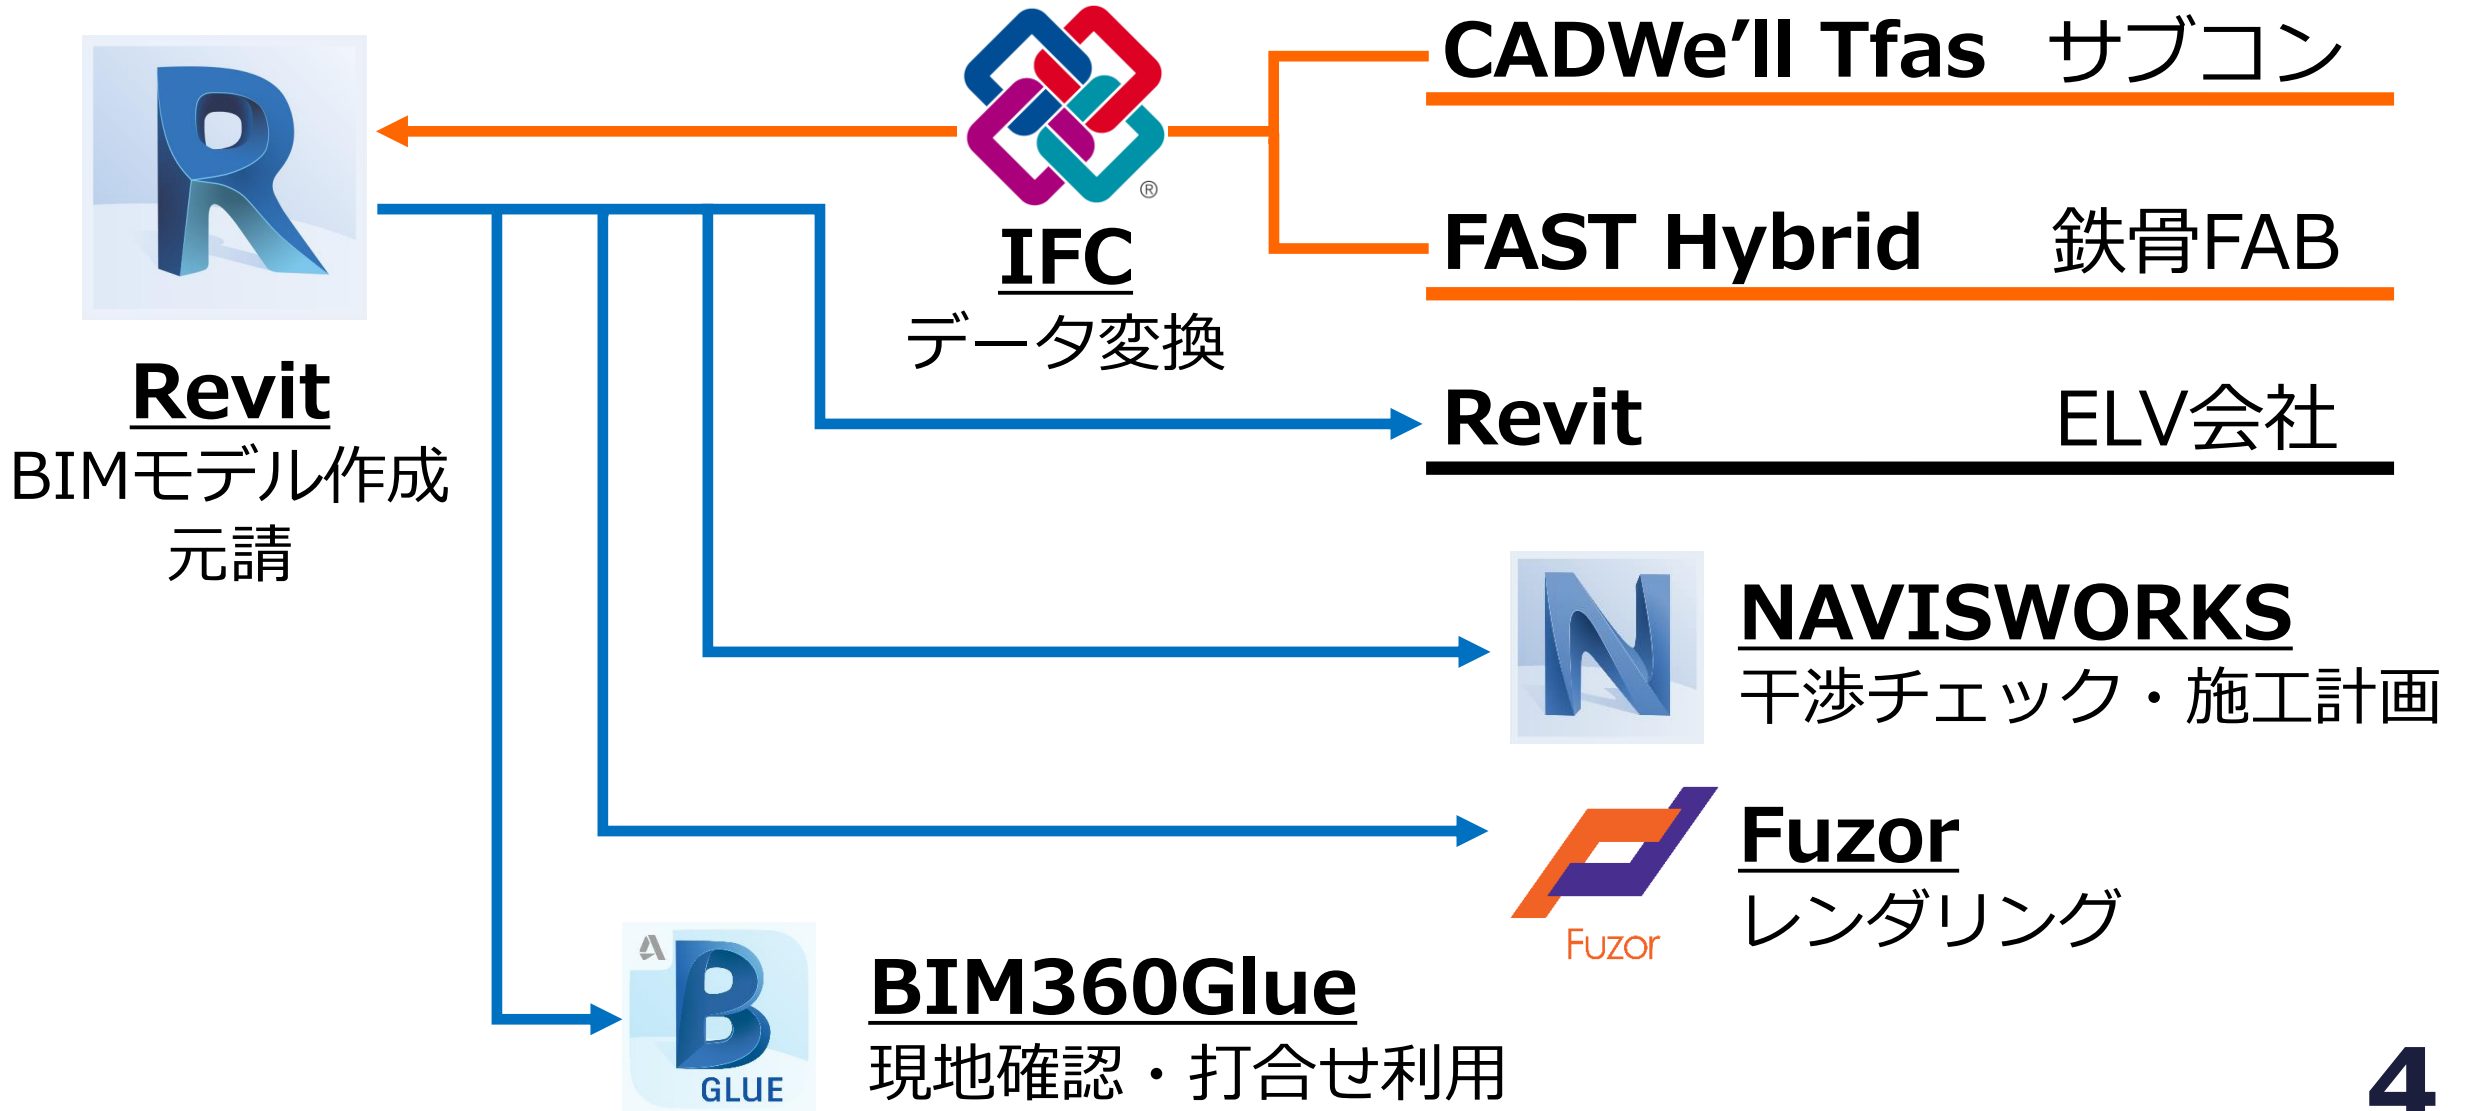 CADWe'll Tfas サブコン
®
FAST Hybrid 鉄骨FAB
IFC
データ変換
Revit
BIMモデル作成
元請
Revit ELV会社
NAVISWORKS
干渉チェック・施工計画
Fuzor
レンダリング
Fuzor
BIM360Glue
現地確認・打合せ利用
GLUE
4